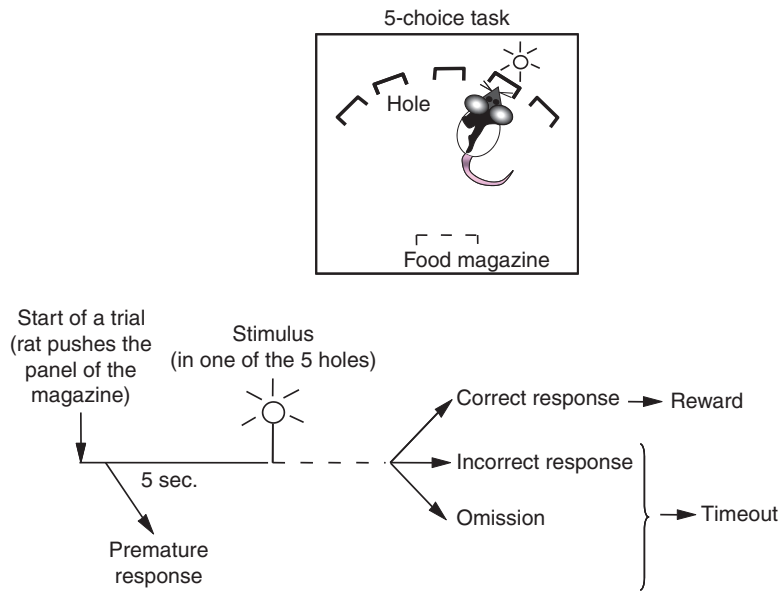 5-choice task
Hole
Food magazine
Start of a trial
(rat pushes the
panel of the
magazine)
Stimulus
(in one of the 5 holes)
5 sec.
Premature
response
Correct response
Reward
Incorrect response
Omission
Timeout